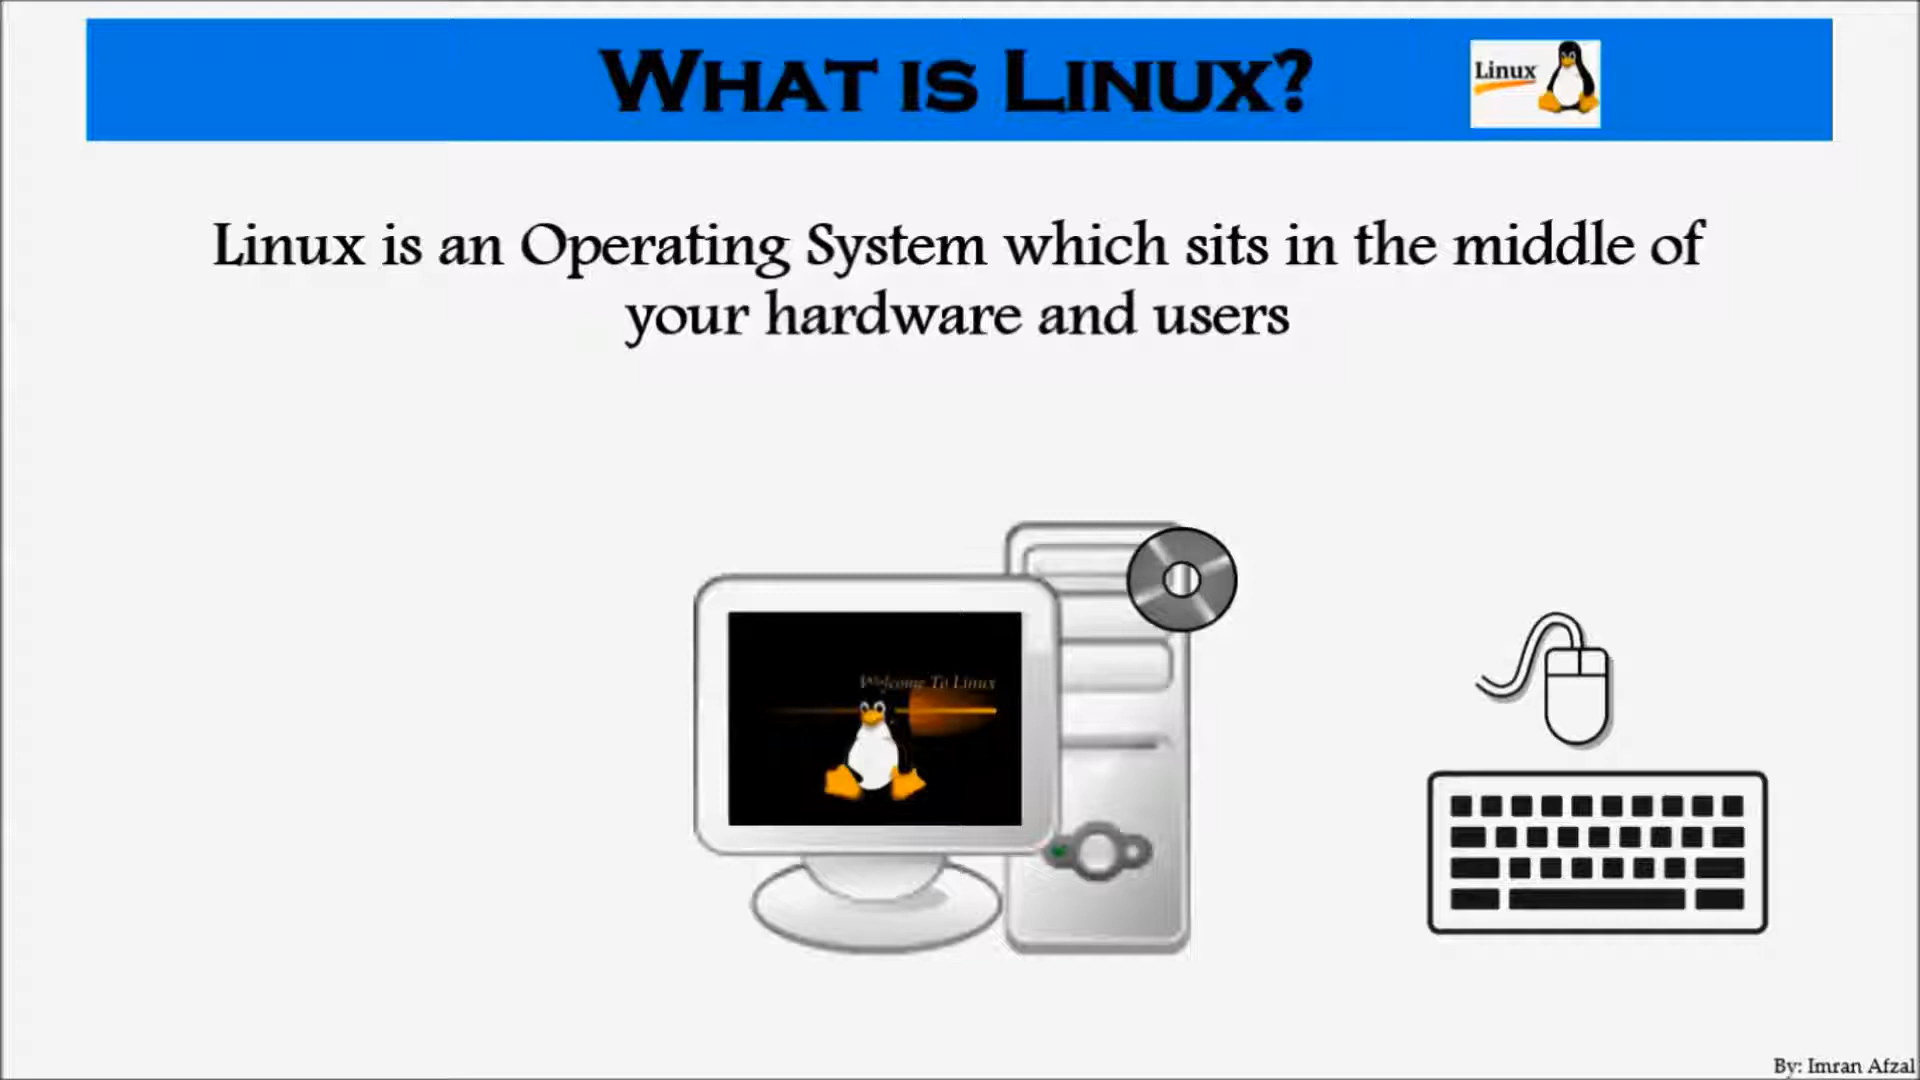 What is Linux?
Linux
Linux is an Operating System which sits in the middle of
your hardware and users
Welcome To Linux
By: Imran Afzal